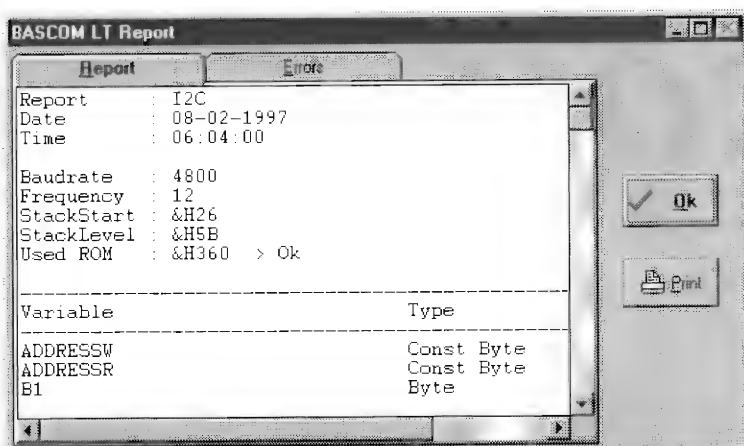 BASCOM LT Report
Report Errors
Report : I2C
Date : 08-02-1997
Time : 06:04:00
Baudrate : 4800
Frequency : 12
StackStart : &H26
StackLevel : &H5B
Used ROM : &H360 > Ok
Ok
Print
Variable Type
ADDRESSW Const Byte
ADDRESSR Const Byte
B1 Byte